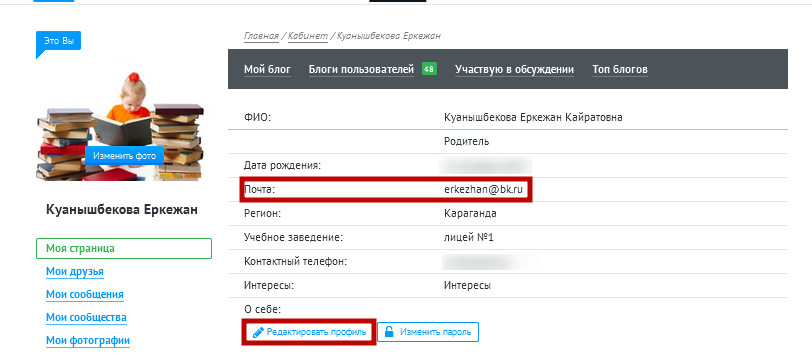 Это Вы
Изменить фото
Куанышбекова Еркежан
Моя страница
Мои друзья
Мои сообщения
Мои сообщества
Мои фотографии
Главная / Кабинет / Куанышбекова Еркежан
Мой блог Блоги пользователей 48 Участвую в обсуждении Топ блогов
ФИО: Куанышбекова Еркежан Кайратовна
Родитель
Дата рождения:
Почта: erkezhan@bk.ru
Регион: Караганда
Учебное заведение: лицей №1
Контактный телефон:
Интересы: Интересы
О себе:
Редактировать профиль Изменить пароль